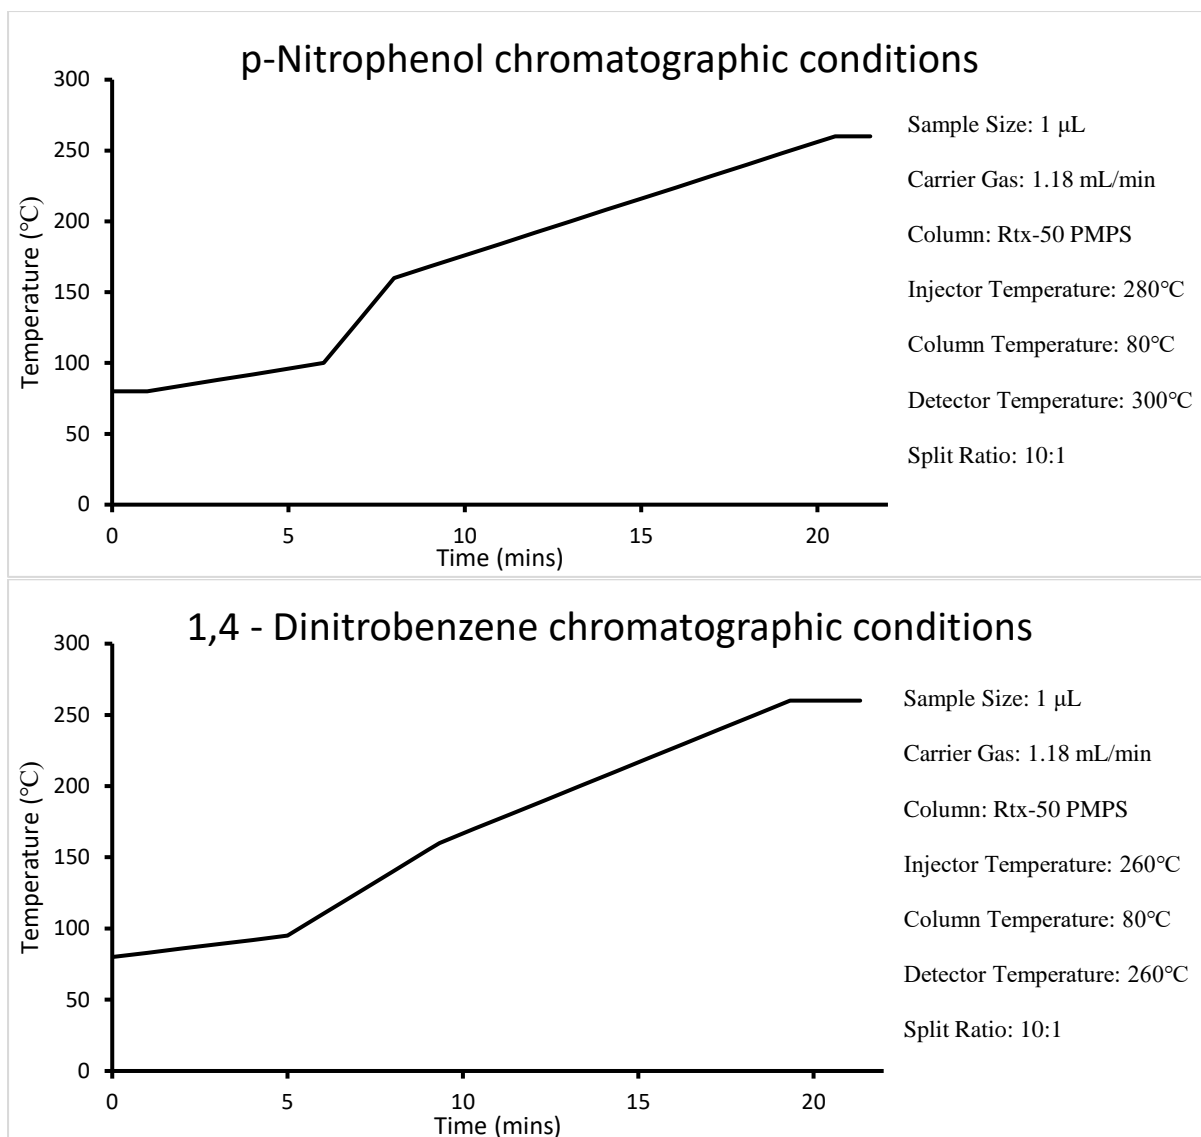 p-Nitrophenol chromatographic conditions
300
250
200
150
100
50
0
Temperature (°C)
0 5 10 15 20
Time (mins)
Sample Size: 1 μL
Carrier Gas: 1.18 mL/min
Column: Rtx-50 PMPS
Injector Temperature: 280°C
Column Temperature: 80°C
Detector Temperature: 300°C
Split Ratio: 10:1
1,4 - Dinitrobenzene chromatographic conditions
300
250
200
150
100
50
0
Temperature (°C)
0 5 10 15 20
Time (mins)
Sample Size: 1 μL
Carrier Gas: 1.18 mL/min
Column: Rtx-50 PMPS
Injector Temperature: 260°C
Column Temperature: 80°C
Detector Temperature: 260°C
Split Ratio: 10:1